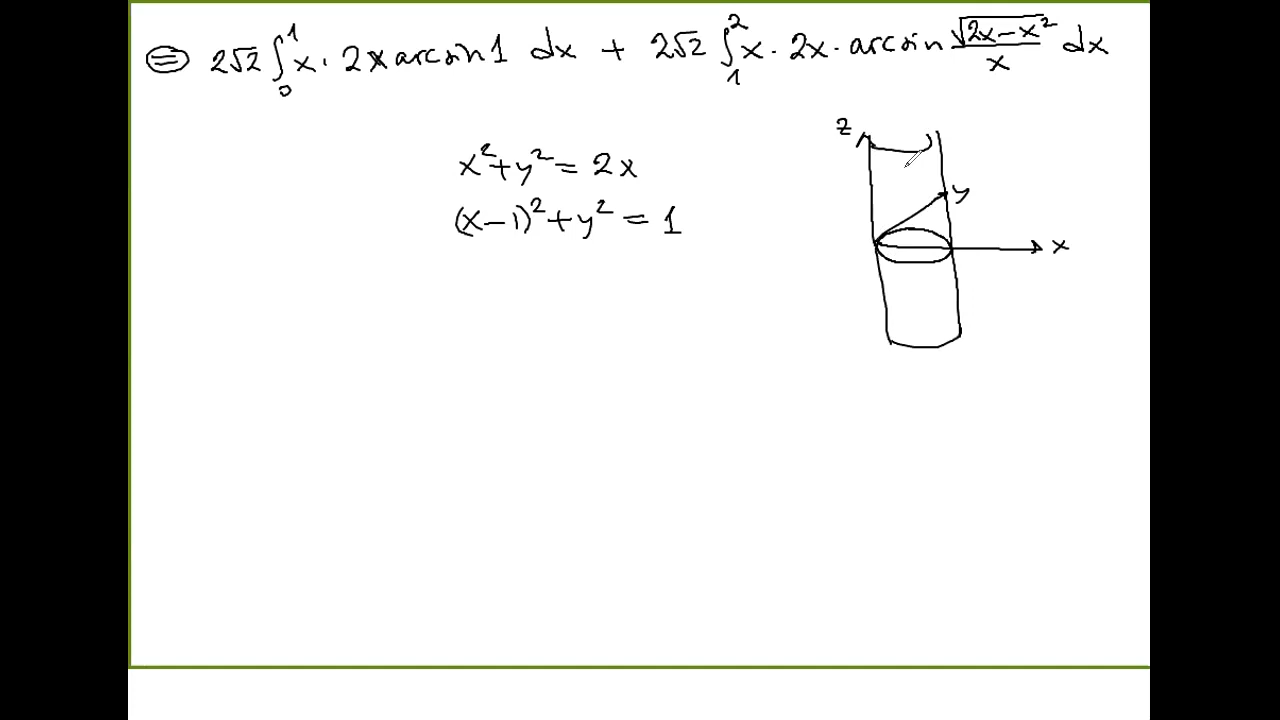 ⊜ 2√2 ∫₀¹ x · 2x arcsin 1 dx + 2√2 ∫₁² x · 2x · arcsin √(2x−x²)/x dx
x² + y² = 2x
(x−1)² + y² = 1
z
y
x